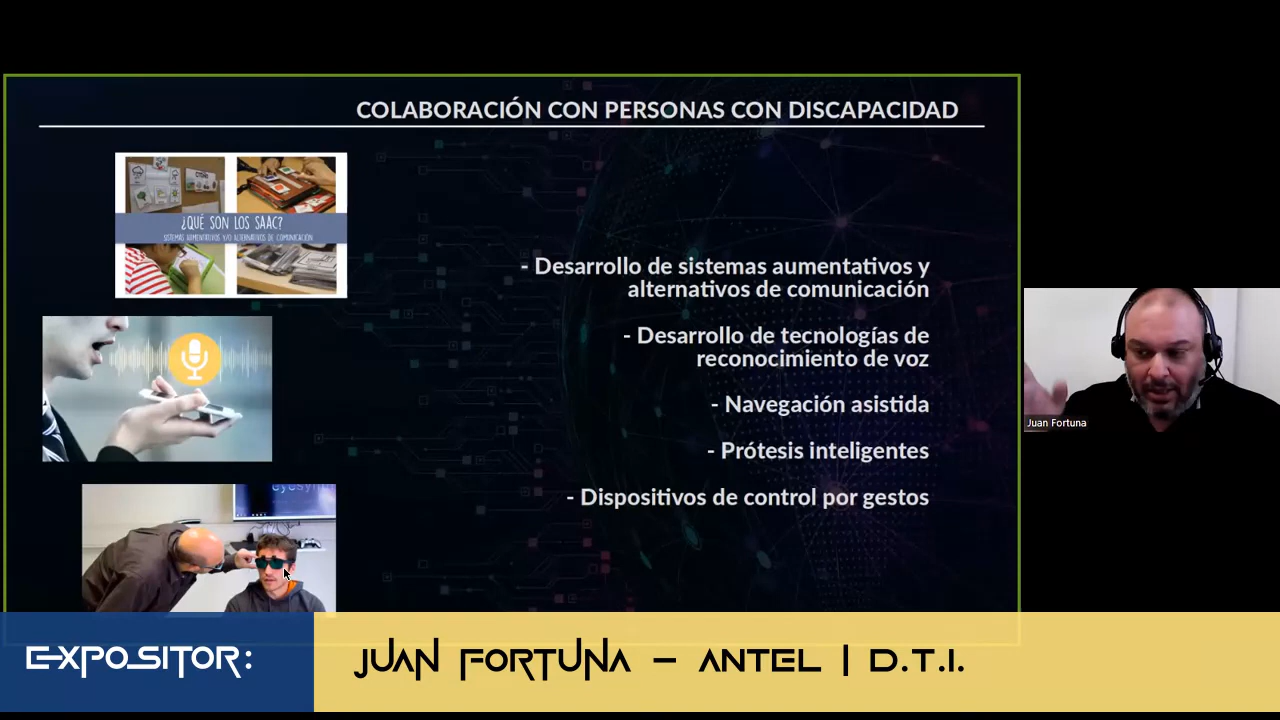 COLABORACIÓN CON PERSONAS CON DISCAPACIDAD
¿QUÉ SON LOS SAAC?
SISTEMAS AUMENTATIVOS Y/O ALTERNATIVOS DE COMUNICACIÓN
- Desarrollo de sistemas aumentativos y
alternativos de comunicación
- Desarrollo de tecnologías de
reconocimiento de voz
- Navegación asistida
- Prótesis inteligentes
- Dispositivos de control por gestos
Juan Fortuna
EXPOSITOR:
JUAN FORTUNA – ANTEL | D.T.I.